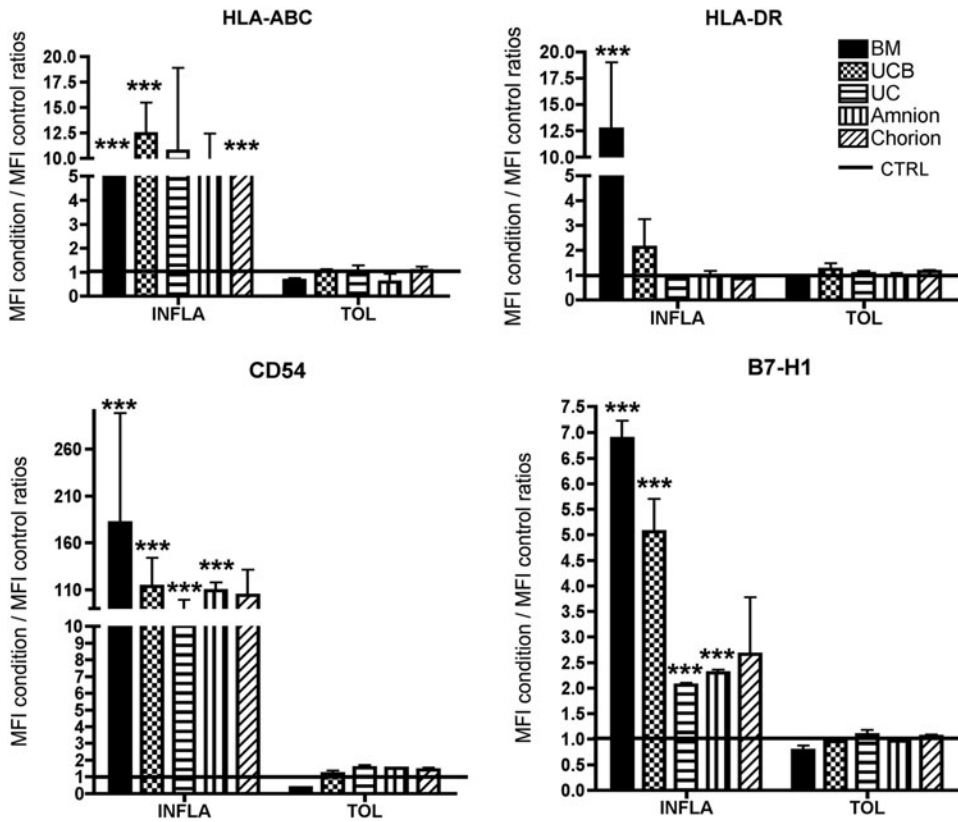 HLA-ABC
MFI condition / MFI control ratios
20.0
17.5
15.0
12.5
10.0
5
4
3
2
1
0
***
***
***
INFLA
TOL
HLA-DR
MFI condition / MFI control ratios
20.0
17.5
15.0
12.5
10.0
5
4
3
2
1
0
***
INFLA
TOL
BM
UCB
UC
Amnion
Chorion
CTRL
CD54
MFI condition / MFI control ratios
260
210
160
110
10
9
8
7
6
5
4
3
2
1
0
***
***
***
***
INFLA
TOL
B7-H1
MFI condition / MFI control ratios
7.5
7.0
6.5
6.0
5.5
5.0
4.5
4.0
3.5
3.0
2.5
2.0
1.5
1.0
0.5
0.0
***
***
***
***
INFLA
TOL